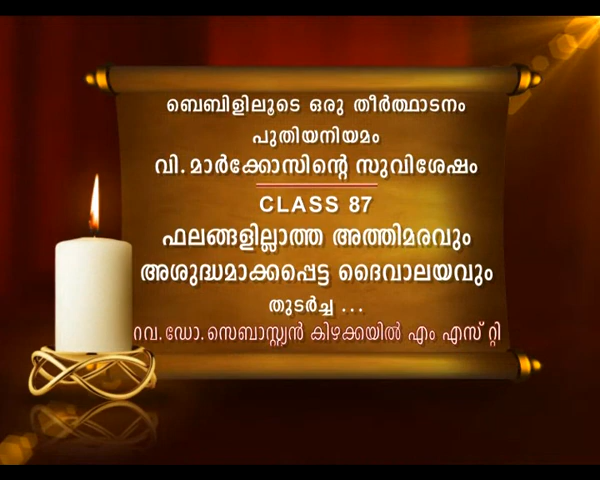 ബൈബിളിലൂടെ ഒരു തീർത്ഥാടനം
പുതിയനിയമം
വി. മാർക്കോസിന്റെ സുവിശേഷം
CLASS 87
ഫലങ്ങളില്ലാത്ത അത്തിമരവും
അശുദ്ധമാക്കപ്പെട്ട ദൈവാലയവും
തുടർച്ച ...
റവ. ഡോ. സെബാസ്റ്റ്യൻ കിഴക്കയിൽ എം എസ് റ്റി